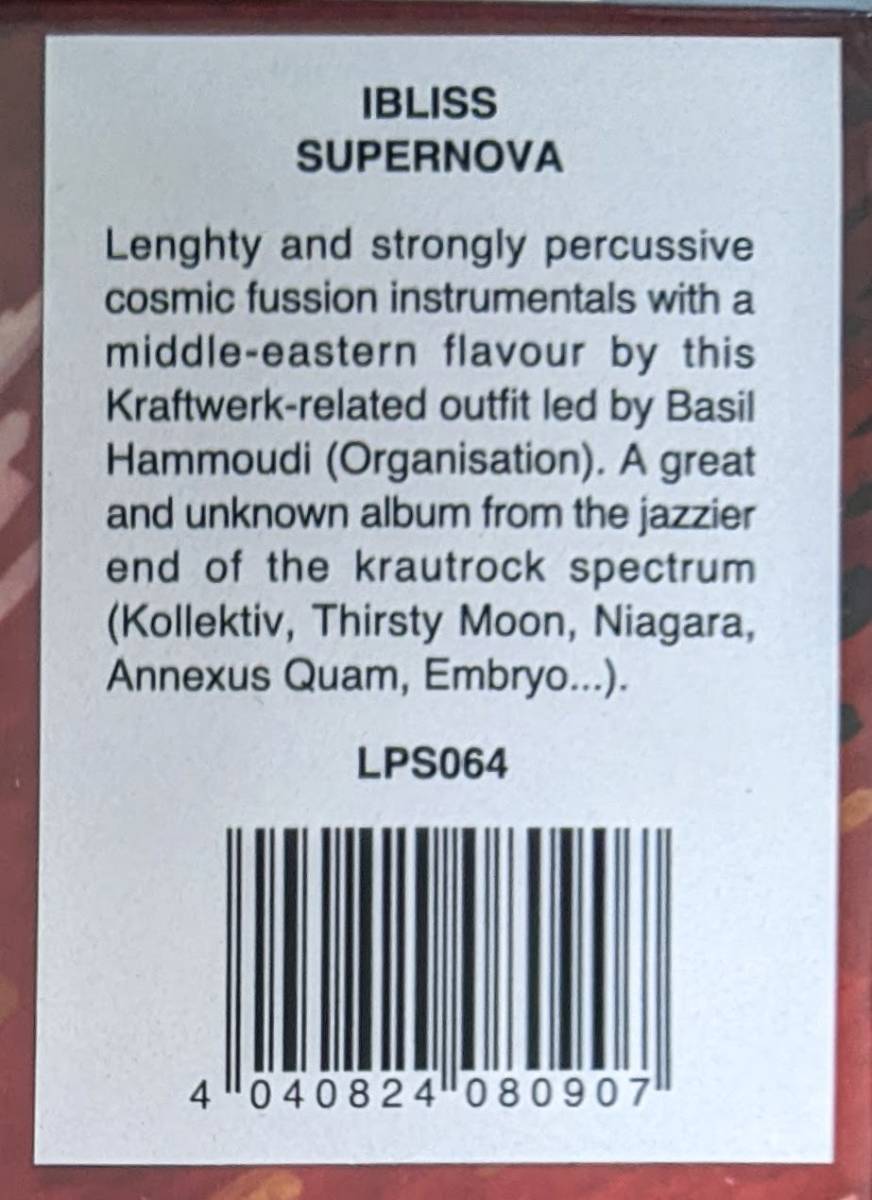 IBLISS
SUPERNOVA
Lenghty and strongly percussive
cosmic fussion instrumentals with a
middle-eastern flavour by this
Kraftwerk-related outfit led by Basil
Hammoudi (Organisation). A great
and unknown album from the jazzier
end of the krautrock spectrum
(Kollektiv, Thirsty Moon, Niagara,
Annexus Quam, Embryo...).
LPS064
4 040824 080907